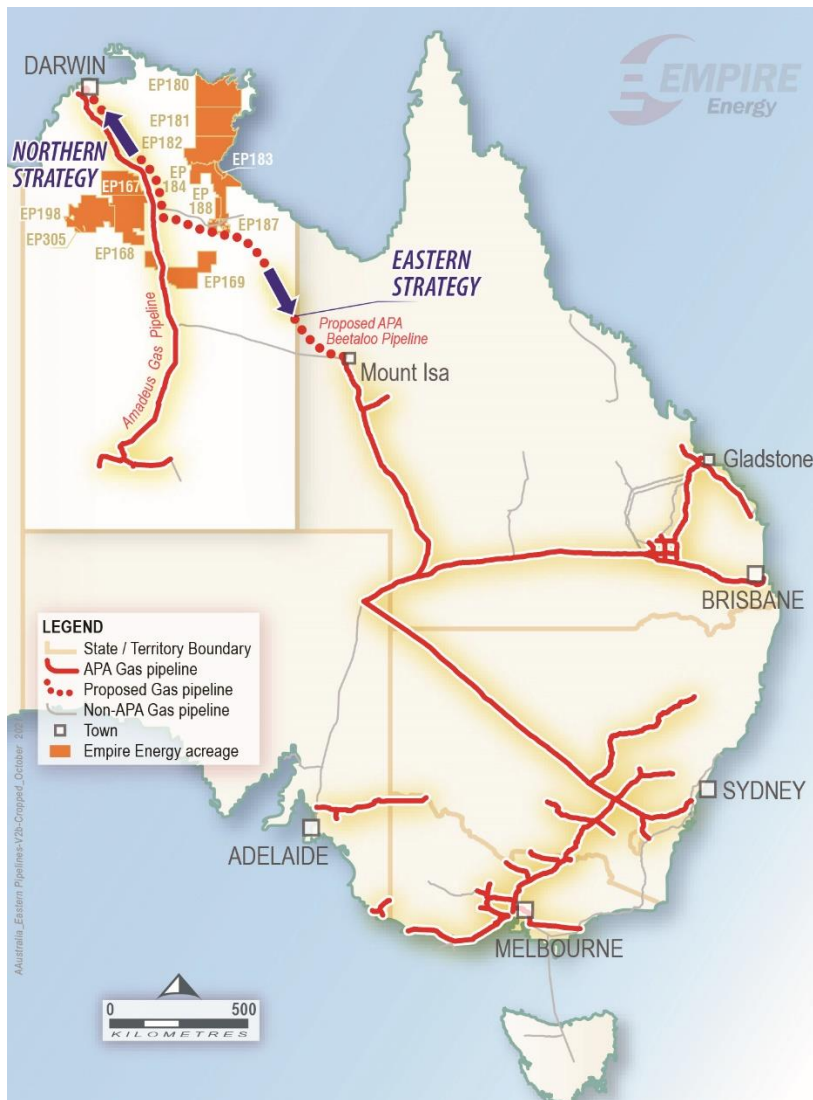 DARWIN
EMPIRE
Energy
EP180
EP181
EP182
EP183
NORTHERN
STRATEGY
EP
184
EP167
EP
188
EP198
EP187
EP305
EP168
EP169
EASTERN
STRATEGY
Amadeus Gas Pipeline
Proposed APA
Beetaloo Pipeline
Mount Isa
Gladstone
BRISBANE
LEGEND
State / Territory Boundary
APA Gas pipeline
Proposed Gas pipeline
Non-APA Gas pipeline
Town
Empire Energy acreage
SYDNEY
ADELAIDE
MELBOURNE
0 500
KILOMETRES